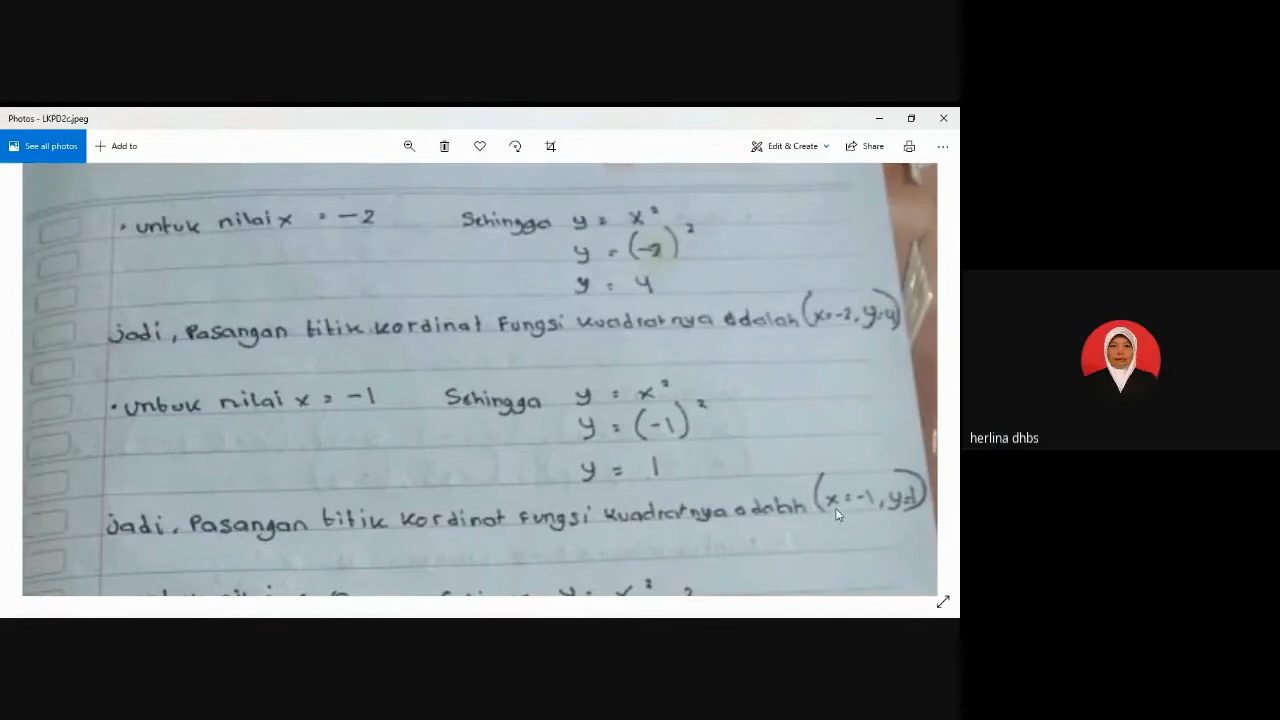 Photos - LKPD2c.jpeg
See all photos
Add to
Edit & Create
Share
• untuk nilai x = -2 Sehingga y = x²
y = (-2)²
y = 4
jadi, Pasangan titik kordinat Fungsi kuadratnya adalah (x=-2, y=4)
• untuk nilai x = -1 Sehingga y = x²
y = (-1)²
y = 1
jadi, Pasangan titik kordinat Fungsi kuadratnya adalah (x=-1, y=1)
y = x²
herlina dhbs